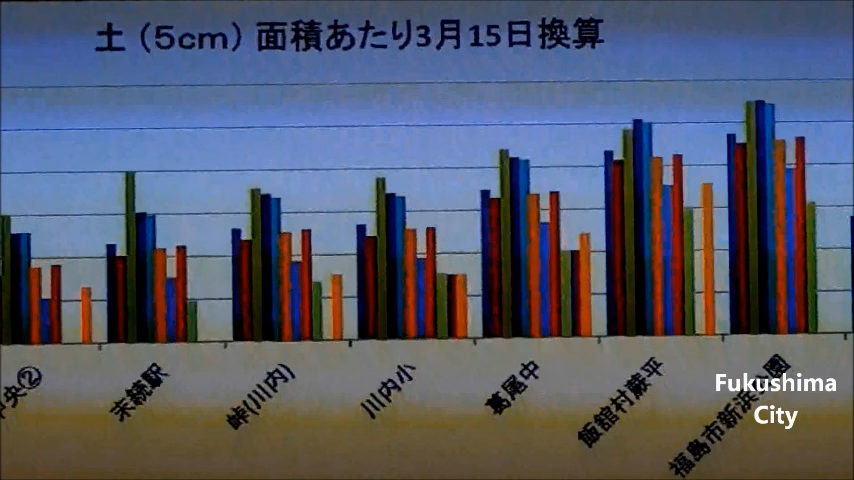 土（5cm）面積あたり3月15日換算
中央②
末続駅
峠(川内)
川内小
葛尾中
飯舘村蕨平
福島市新浜公園
Fukushima
City